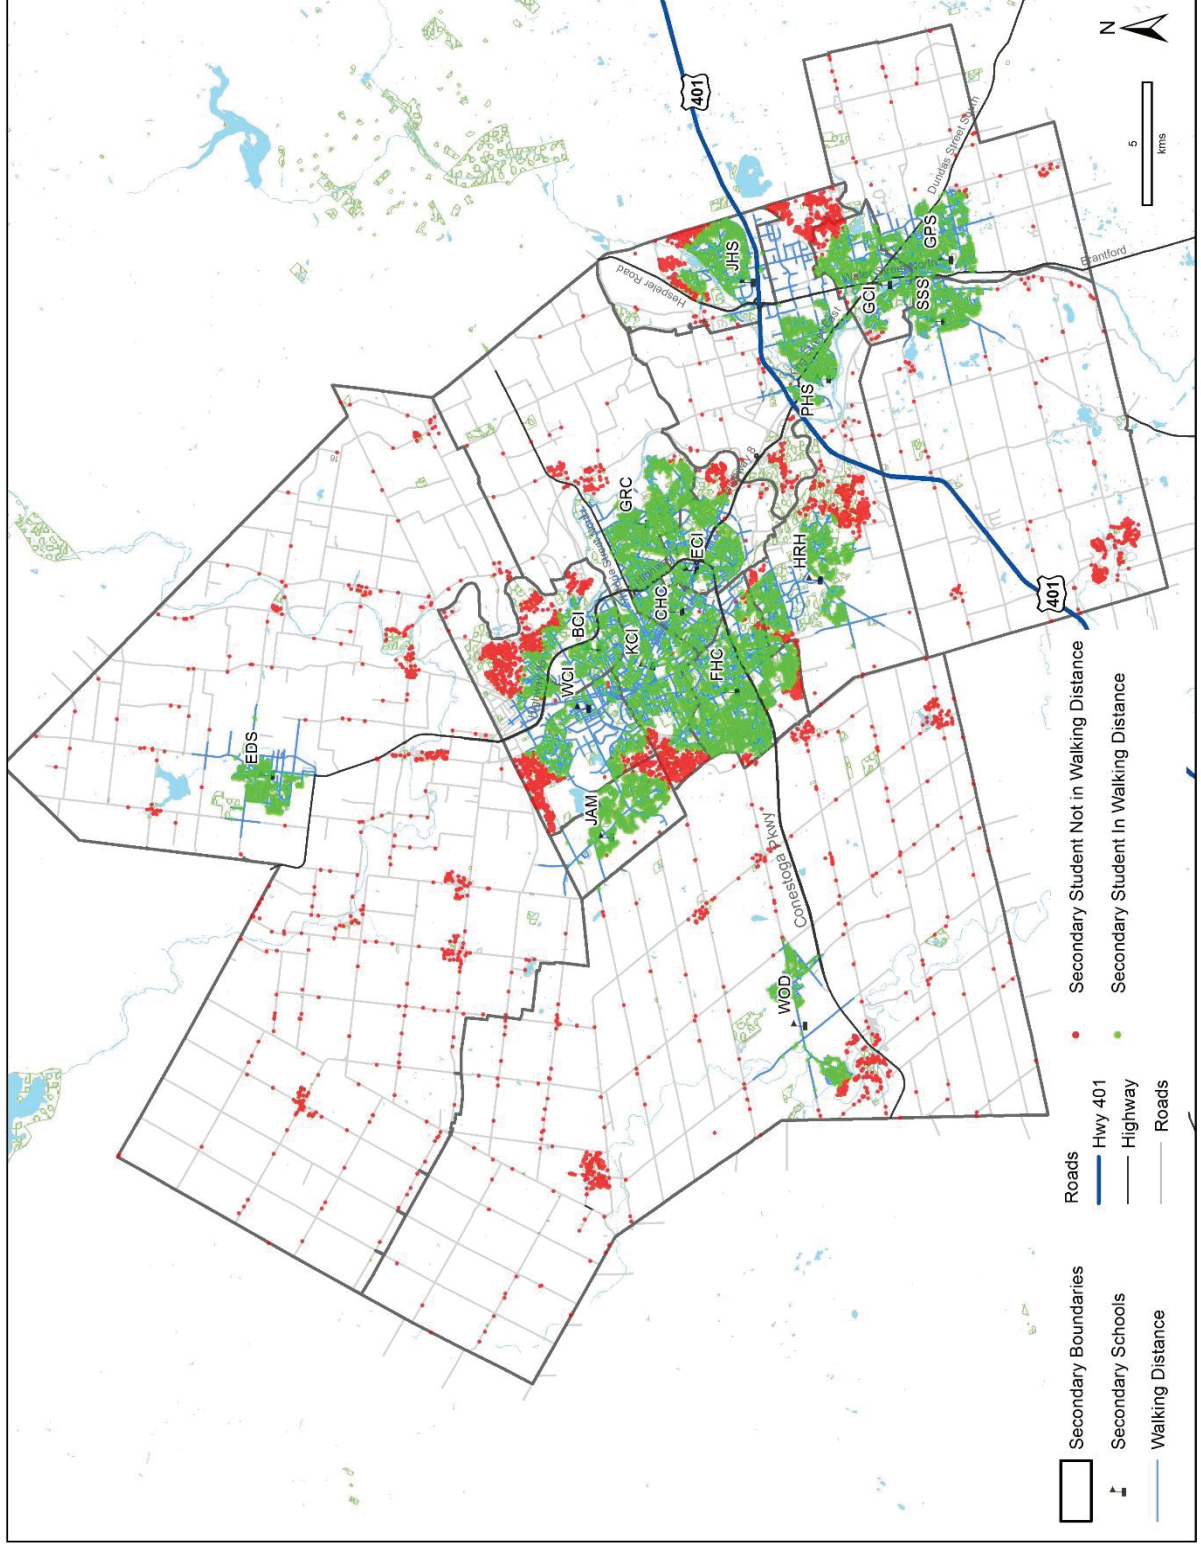 EDS
JAM
WCI
BCI
KCI
GRC
CHC
ECI
FHC
HRH
WOD
PHS
JHS
GCI
SSS
GPS
401
401
Hespeler Road
Dundas Street South
Brantford
Conestoga Pkwy
16
N
5
kms
Secondary Boundaries
Secondary Schools
Walking Distance
Roads
Hwy 401
Highway
Roads
Secondary Student Not in Walking Distance
Secondary Student In Walking Distance